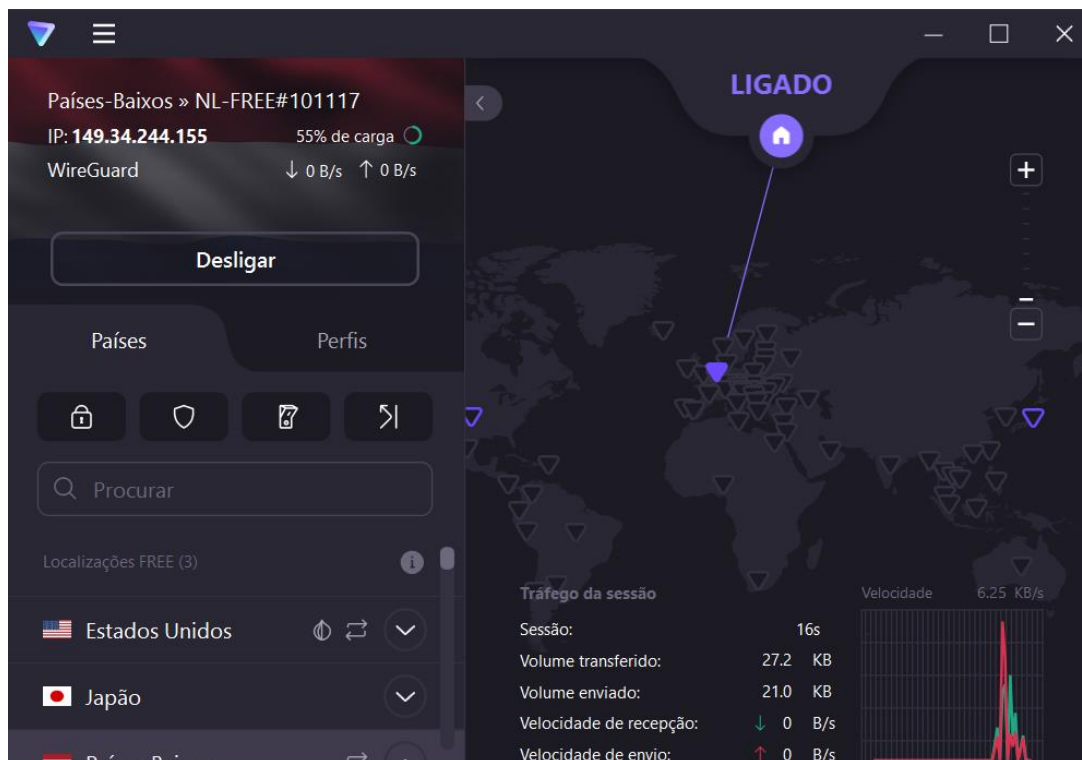 Países-Baixos » NL-FREE#101117
IP: 149.34.244.155 55% de carga
WireGuard ↓ 0 B/s ↑ 0 B/s
Desligar
Países Perfis
Procurar
Localizações FREE (3)
Estados Unidos
Japão
LIGADO
Tráfego da sessão
Sessão: 16s
Volume transferido: 27.2 KB
Volume enviado: 21.0 KB
Velocidade de recepção: ↓ 0 B/s
Velocidade de envio: ↑ 0 B/s
Velocidade 6.25 KB/s